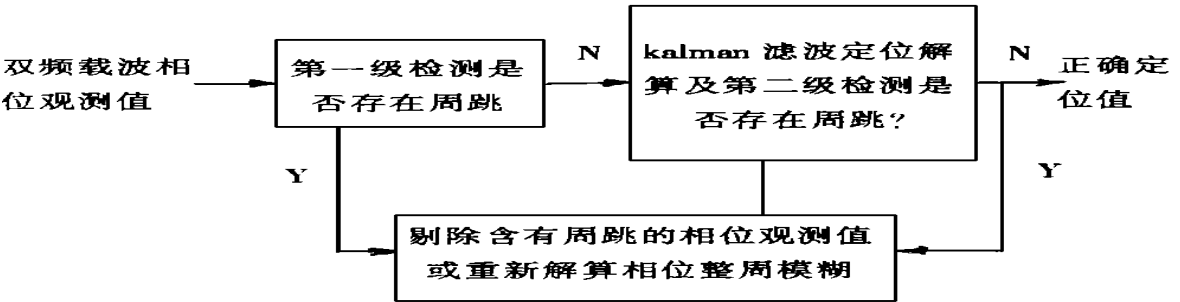 双频载波相
位观测值
第一级检测是
否存在周跳
N
kalman 滤波定位解
算及第二级检测是
否存在周跳?
N
正确定
位值
Y
Y
剔除含有周跳的相位观测值
或重新解算相位整周模糊